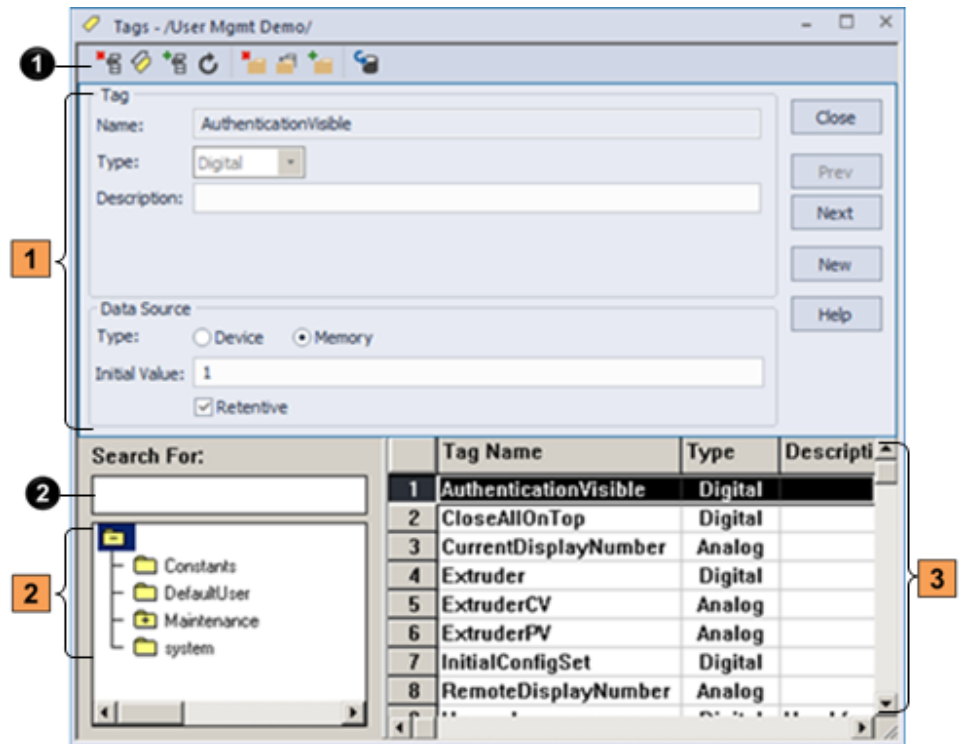 Tags - /User Mgmt Demo/
1
Tag
Name: AuthenticationVisible
Close
Type: Digital
Prev
Description:
Next
1
New
Data Source
Help
Type: Device Memory
Initial Value: 1
Retentive
Search For:
Tag Name Type Descripti
2
1 AuthenticationVisible Digital
2 CloseAllOnTop Digital
3 CurrentDisplayNumber Analog
4 Extruder Digital
5 ExtruderCV Analog
6 ExtruderPV Analog
7 InitialConfigSet Digital
8 RemoteDisplayNumber Analog
Constants
DefaultUser
Maintenance
system
2
3